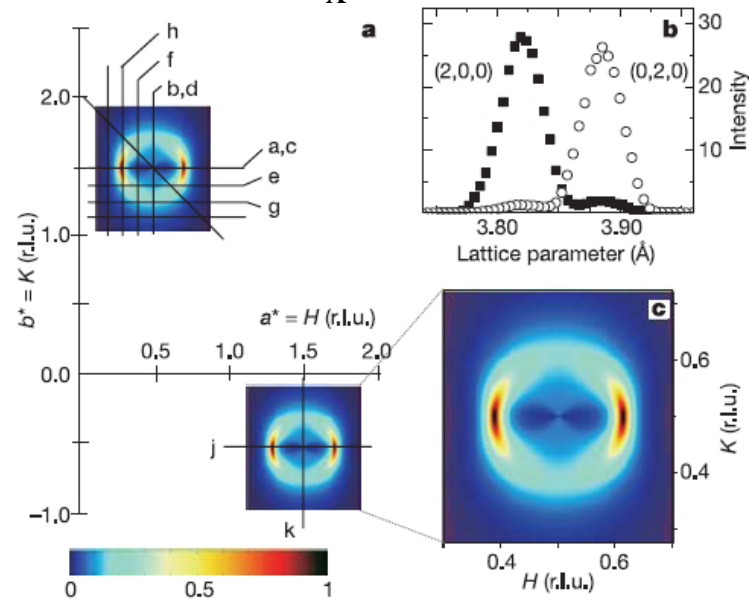 X
a
h
f
b,d
a,c
e
g
2.0
1.5
1.0
b* = K (r.l.u.)
0.0
-1.0
a* = H (r.l.u.)
0.5 1.0 1.5 2.0
j
k
0 0.5 1
b
(2,0,0) (0,2,0)
30
20
10
Intensity
3.80 3.90
Lattice parameter (Å)
c
0.6
0.4
K (r.l.u.)
0.4 0.6
H (r.l.u.)